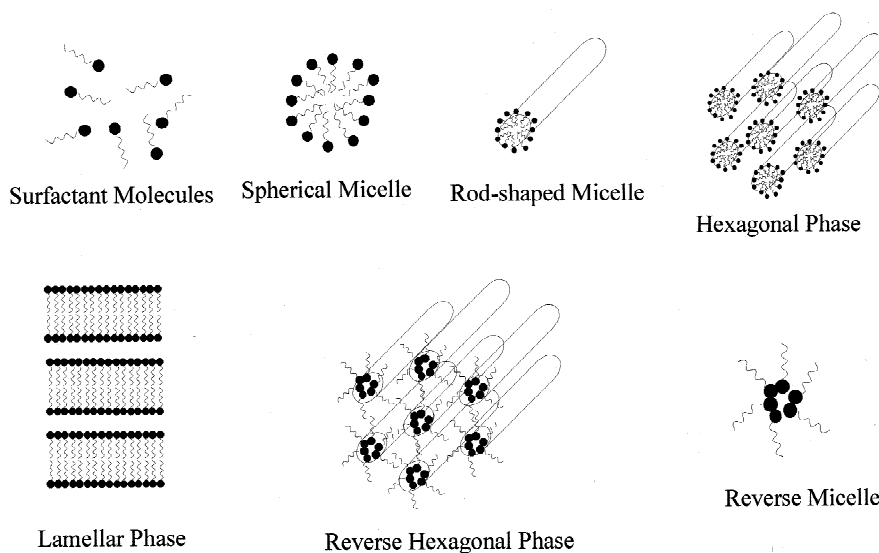 Surfactant Molecules
Spherical Micelle
Rod-shaped Micelle
Hexagonal Phase
Lamellar Phase
Reverse Hexagonal Phase
Reverse Micelle